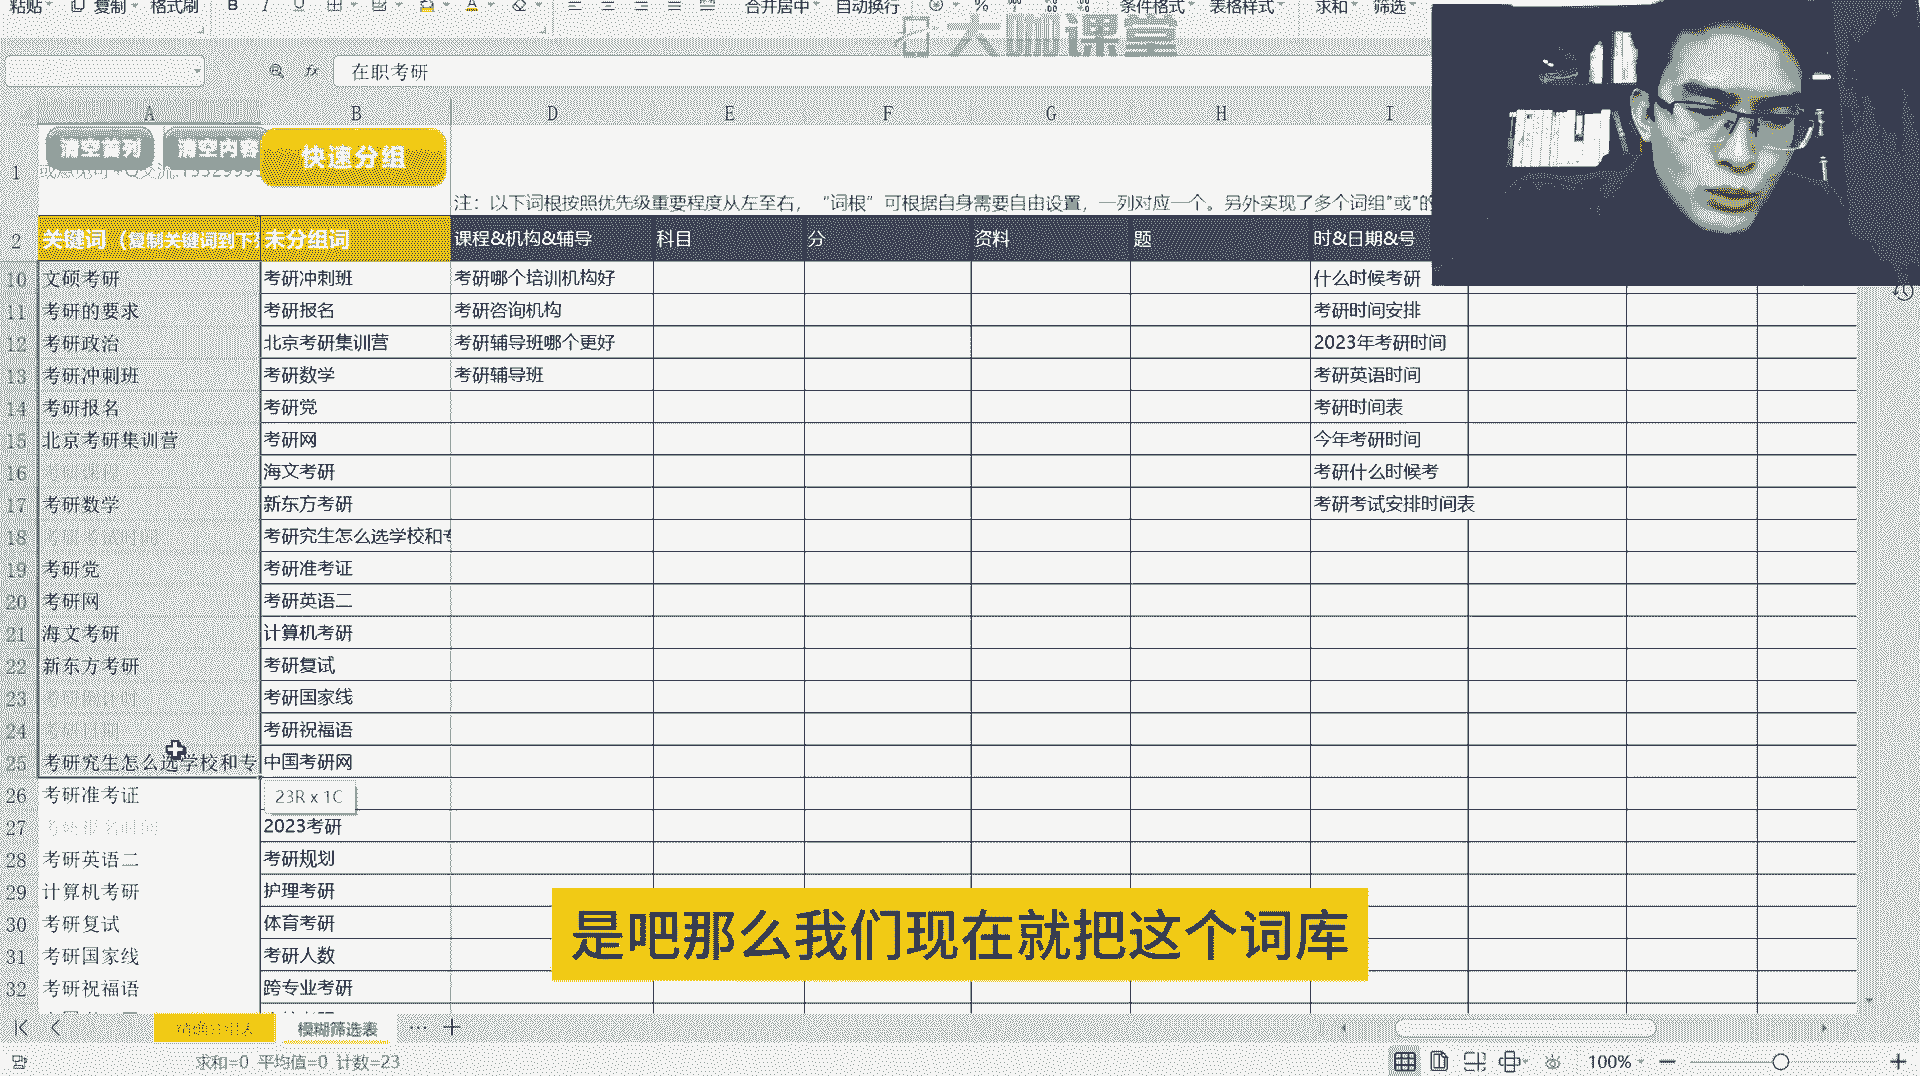 粘贴 复制 格式刷 B I U A 合并居中 自动换行 % 条件格式 表格样式 求和 筛选
大咖课堂
fx 在职考研
A B D E F G H I
清空首列 清空内容 快速分组
1
注：以下词根按照优先级重要程度从左至右， “词根”可根据自身需要自由设置，一列对应一个。另外实现了多个词组"或"的
2 关键词（复制关键词到下 未分组词 课程&机构&辅导 科目 分 资料 题 时&日期&号
10 文硕考研 考研冲刺班 考研哪个培训机构好 什么时候考研
11 考研的要求 考研报名 考研咨询机构 考研时间安排
12 考研政治 北京考研集训营 考研辅导班哪个更好 2023年考研时间
13 考研冲刺班 考研数学 考研辅导班 考研英语时间
14 考研报名 考研党 考研时间表
15 北京考研集训营 考研网 今年考研时间
16 考研课程 海文考研 考研什么时候考
17 考研数学 新东方考研 考研考试安排时间表
18 考研考试时间 考研究生怎么选学校和专
19 考研党 考研准考证
20 考研网 考研英语二
21 海文考研 计算机考研
22 新东方考研 考研复试
23 考研国家线
24 考研日期 考研祝福语
25 考研究生怎么选学校和专 中国考研网
26 考研准考证 23R x 1C
27 考研报名时间 2023考研
28 考研英语二 考研规划
29 计算机考研 护理考研
30 考研复试 体育考研
31 考研国家线 考研人数
32 考研祝福语 跨专业考研
是吧那么我们现在就把这个词库
模糊筛选表 ··· +
求和=0 平均值=0 计数=23 100%